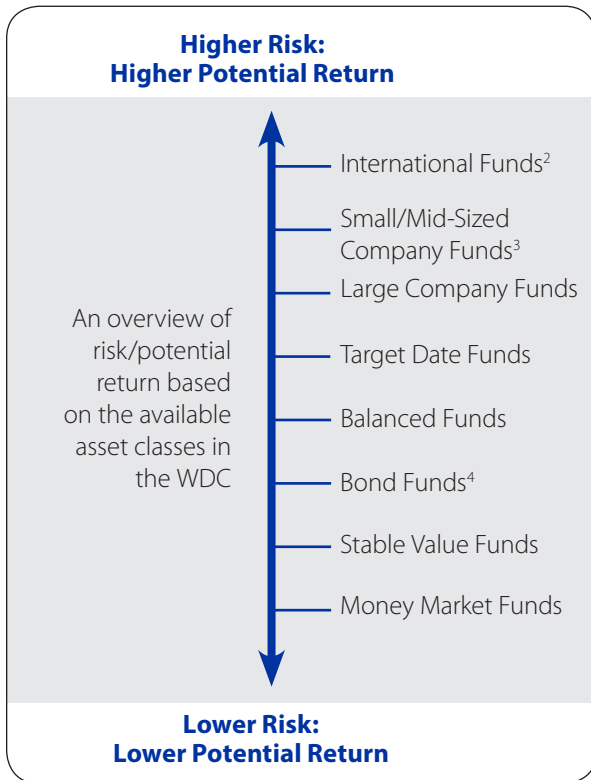 Higher Risk:
Higher Potential Return
International Funds²
Small/Mid-Sized
Company Funds³
Large Company Funds
An overview of
risk/potential
return based
on the available
asset classes in
the WDC
Target Date Funds
Balanced Funds
Bond Funds⁴
Stable Value Funds
Money Market Funds
Lower Risk:
Lower Potential Return